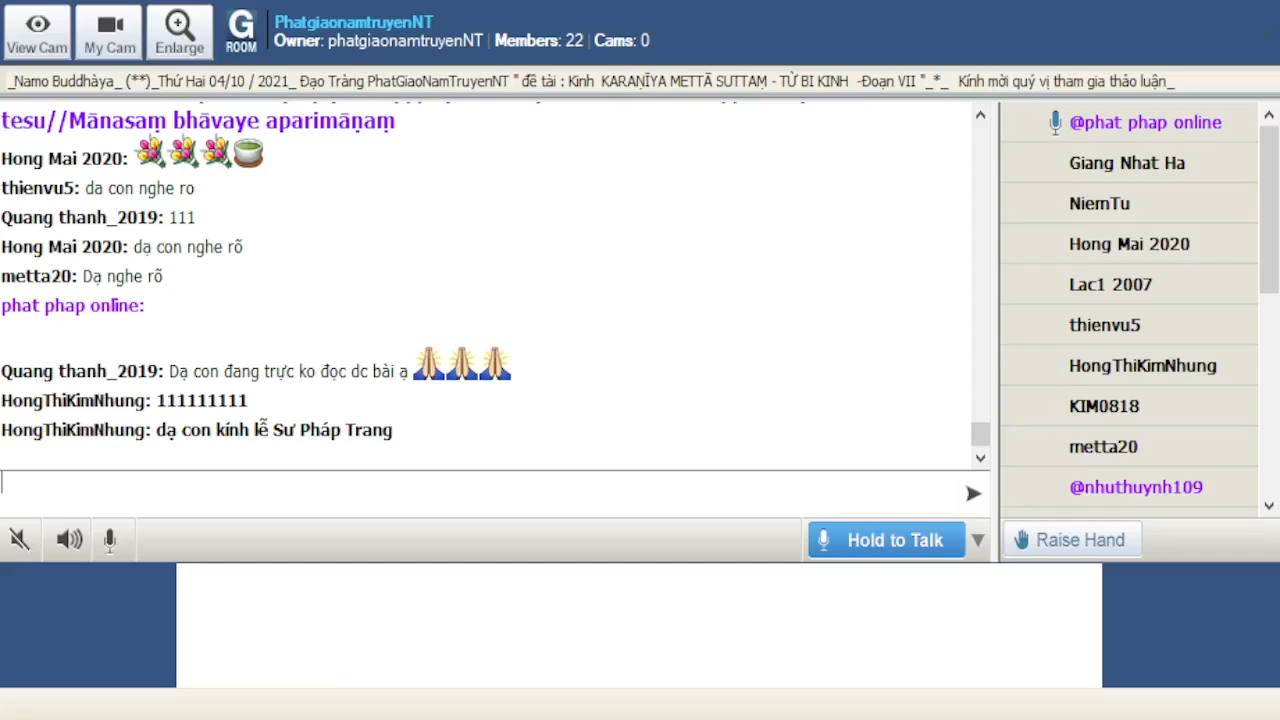 View Cam
My Cam
Enlarge
G
ROOM
PhatgiaonamtruyenNT
Owner: phatgiaonamtruyenNT | Members: 22 | Cams: 0
_Namo Buddhàya_ (**)_Thứ Hai 04/10 / 2021_ Đạo Tràng PhatGiaoNamTruyenNT " đề tài : Kinh KARAṆĪYA METTĀ SUTTAṂ - TỪ BI KINH -Đoạn VII "_*_ Kính mời quý vị tham gia thảo luận_
tesu//Mānasaṃ bhāvaye aparimāṇaṃ
Hong Mai 2020:
thienvu5: da con nghe ro
Quang thanh_2019: 111
Hong Mai 2020: dạ con nghe rõ
metta20: Dạ nghe rõ
phat phap online:
Quang thanh_2019: Dạ con đang trực ko đọc dc bài ạ
HongThiKimNhung: 111111111
HongThiKimNhung: dạ con kính lễ Sư Pháp Trang
Hold to Talk
@phat phap online
Giang Nhat Ha
NiemTu
Hong Mai 2020
Lac1 2007
thienvu5
HongThiKimNhung
KIM0818
metta20
@nhuthuynh109
Raise Hand